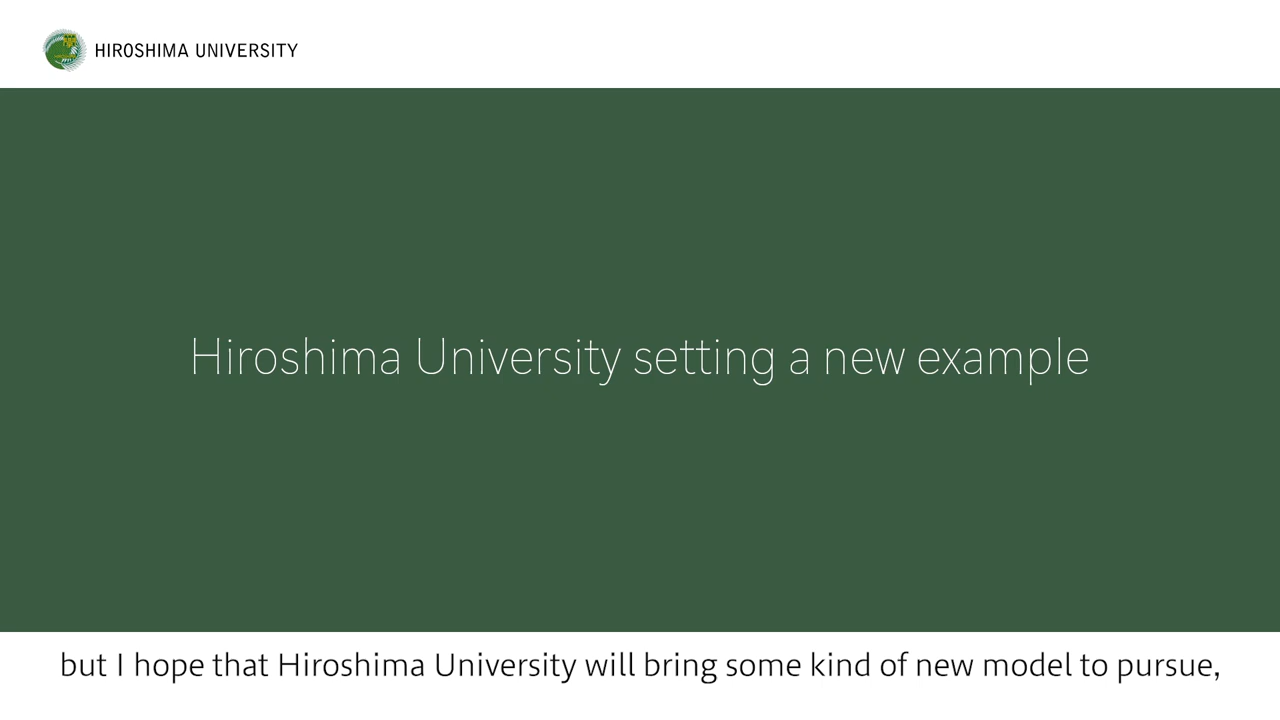 HIROSHIMA UNIVERSITY
Hiroshima University setting a new example
but I hope that Hiroshima University will bring some kind of new model to pursue,